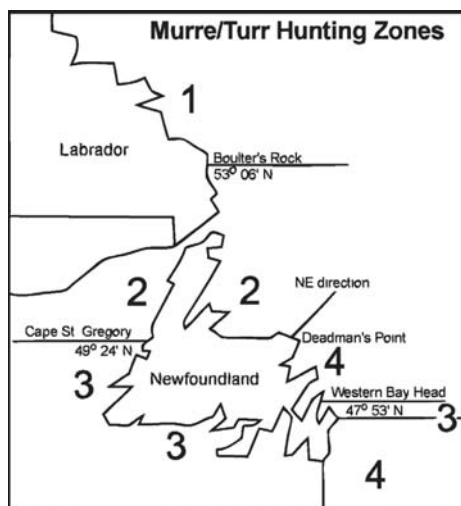 Murre/Turr Hunting Zones
1
Labrador
Boulter's Rock
53° 06' N
2
2
NE direction
Cape St Gregory
49° 24' N
Deadman's Point
4
3
Newfoundland
Western Bay Head
47° 53' N
3
3
4